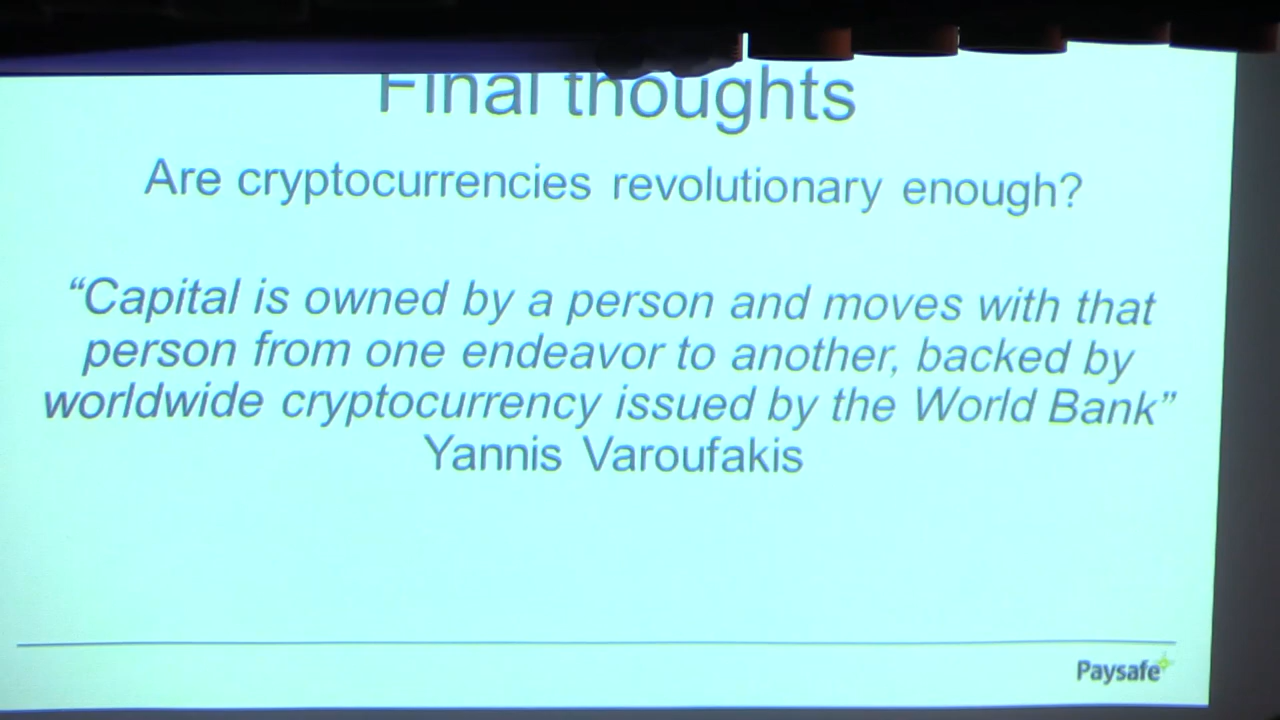 Final thoughts
Are cryptocurrencies revolutionary enough?
“Capital is owned by a person and moves with that
person from one endeavor to another, backed by
worldwide cryptocurrency issued by the World Bank”
Yannis Varoufakis
Paysafe